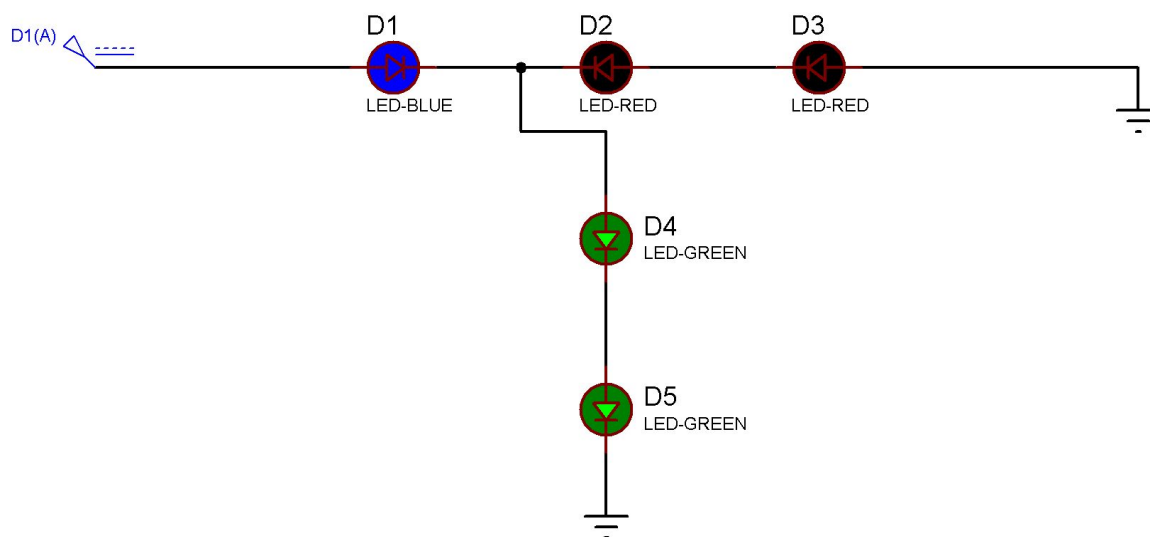 D1(A)
D1
LED-BLUE
D2
LED-RED
D3
LED-RED
D4
LED-GREEN
D5
LED-GREEN